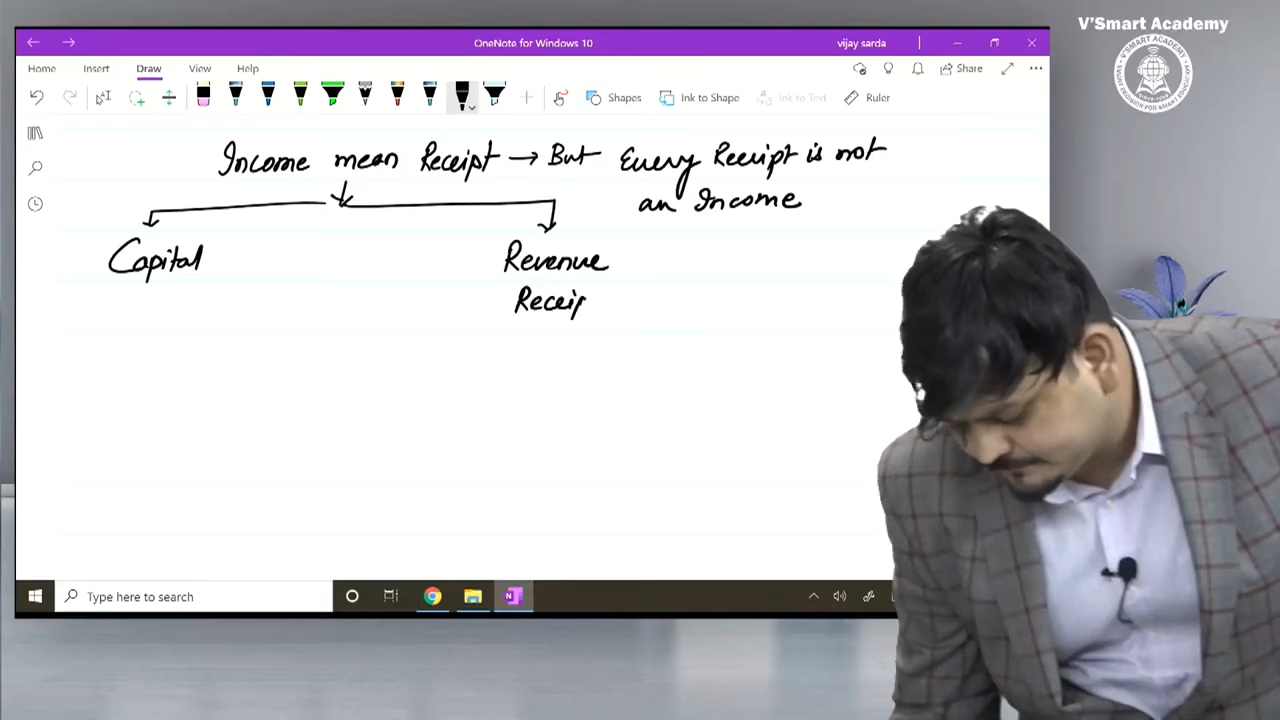 V'Smart Academy
OneNote for Windows 10
vijay sarda
Home Insert Draw View Help
Share
Shapes Ink to Shape Ink to Text Ruler
Income mean Receipt → But Every Receipt is not
an Income
Capital Revenue
Receip
Type here to search